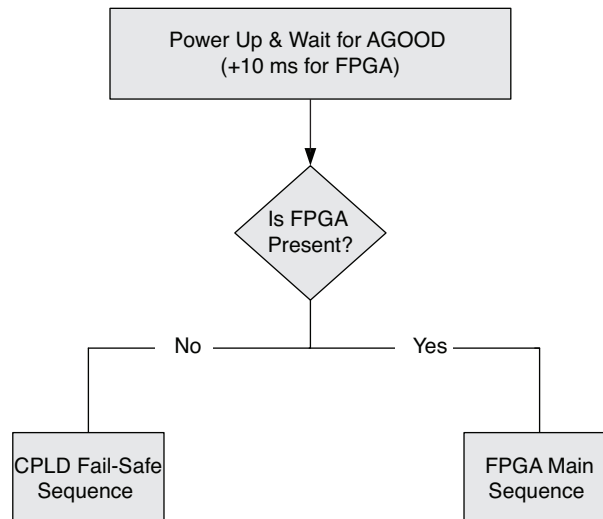 Power Up & Wait for AGOOD
(+10 ms for FPGA)
Is FPGA
Present?
No
Yes
CPLD Fail-Safe
Sequence
FPGA Main
Sequence